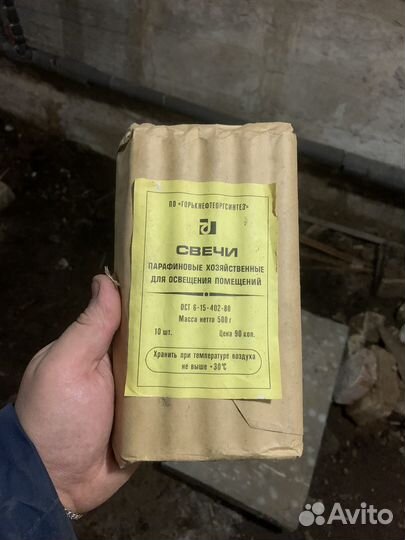 ПО «ГОРЬКНЕФТЕОРГСИНТЕЗ»
СВЕЧИ
ПАРАФИНОВЫЕ ХОЗЯЙСТВЕННЫЕ
ДЛЯ ОСВЕЩЕНИЯ ПОМЕЩЕНИЙ
ОСТ 6-15-402-80
Масса нетто 500 г
10 шт. Цена 90 коп.
Хранить при температуре воздуха
не выше +30°С
Avito